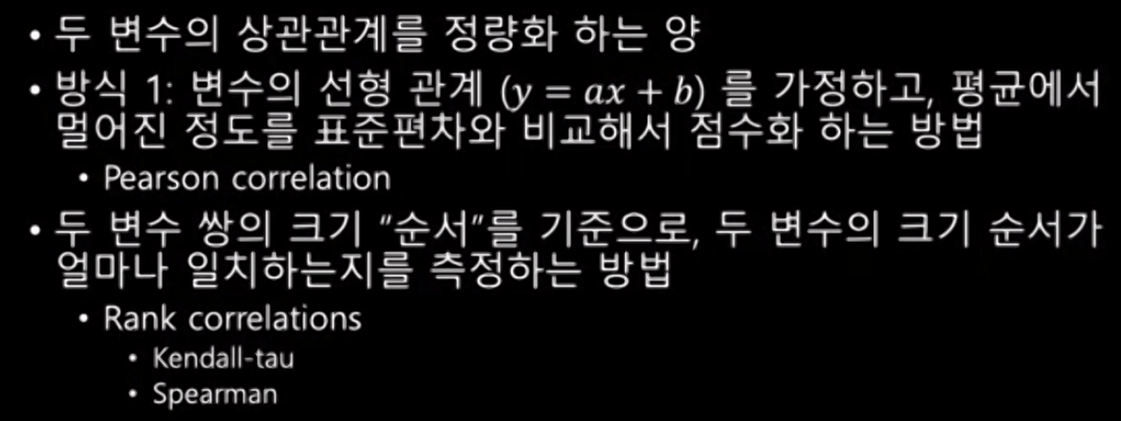 • 두 변수의 상관관계를 정량화 하는 양
• 방식 1: 변수의 선형 관계 (y = ax + b) 를 가정하고, 평균에서
멀어진 정도를 표준편차와 비교해서 점수화 하는 방법
• Pearson correlation
• 두 변수 쌍의 크기 “순서”를 기준으로, 두 변수의 크기 순서가
얼마나 일치하는지를 측정하는 방법
• Rank correlations
• Kendall-tau
• Spearman